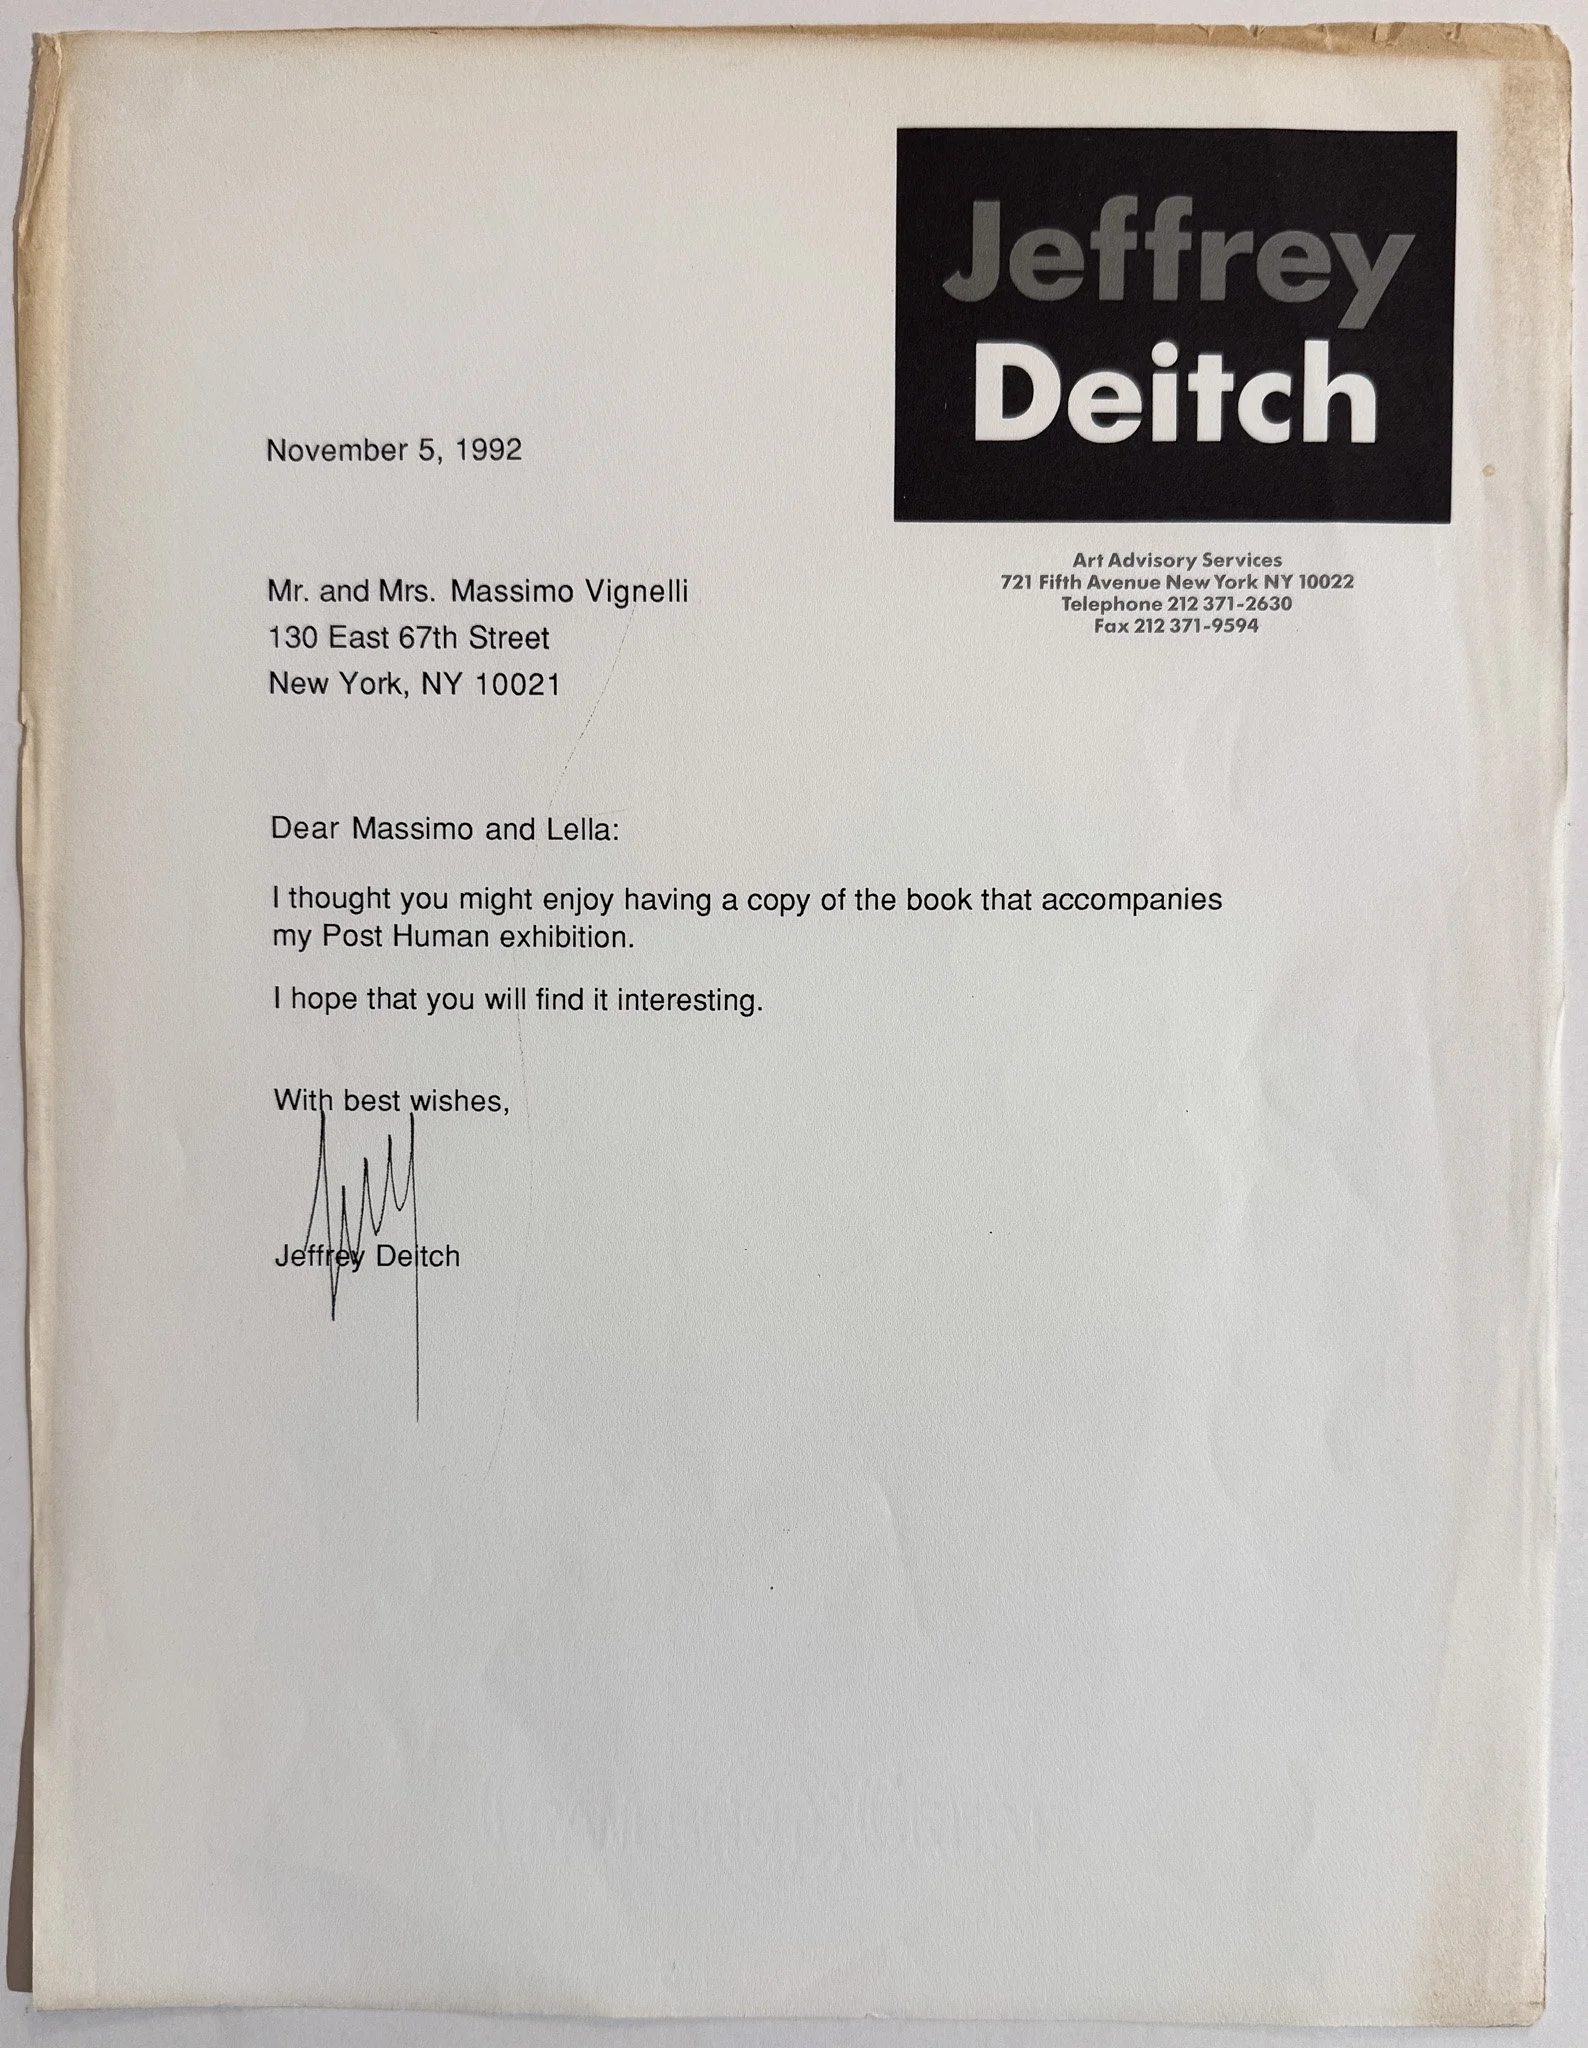 Jeffrey
Deitch
Art Advisory Services
721 Fifth Avenue New York NY 10022
Telephone 212 371-2630
Fax 212 371-9594
November 5, 1992
Mr. and Mrs. Massimo Vignelli
130 East 67th Street
New York, NY 10021
Dear Massimo and Lella:
I thought you might enjoy having a copy of the book that accompanies
my Post Human exhibition.
I hope that you will find it interesting.
With best wishes,
Jeffrey Deitch